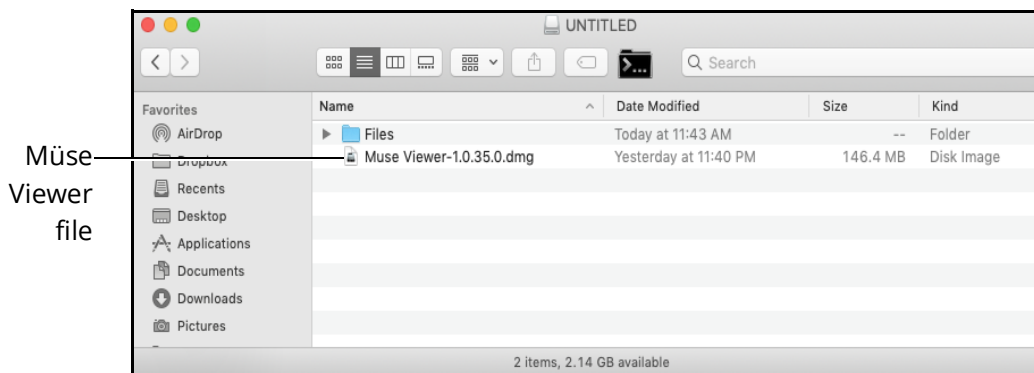 UNTITLED
Search
Favorites
AirDrop
Dropbox
Recents
Desktop
Applications
Documents
Downloads
Pictures
Name Date Modified Size Kind
Files Today at 11:43 AM -- Folder
Muse Viewer-1.0.35.0.dmg Yesterday at 11:40 PM 146.4 MB Disk Image
2 items, 2.14 GB available
Müse
Viewer
file